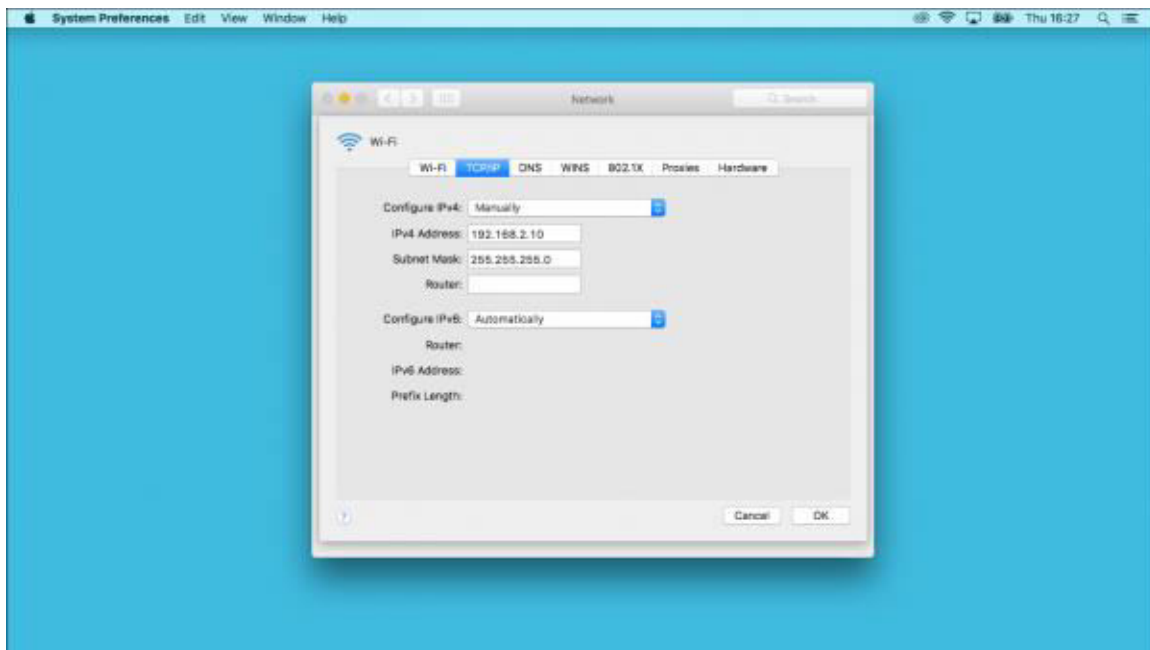 System Preferences Edit View Window Help Thu 16:27
Network Search
Wi-Fi
Wi-Fi TCP/IP DNS WINS 802.1X Proxies Hardware
Configure IPv4: Manually
IPv4 Address: 192.168.2.10
Subnet Mask: 255.255.255.0
Router:
Configure IPv6: Automatically
Router:
IPv6 Address:
Prefix Length:
? Cancel OK